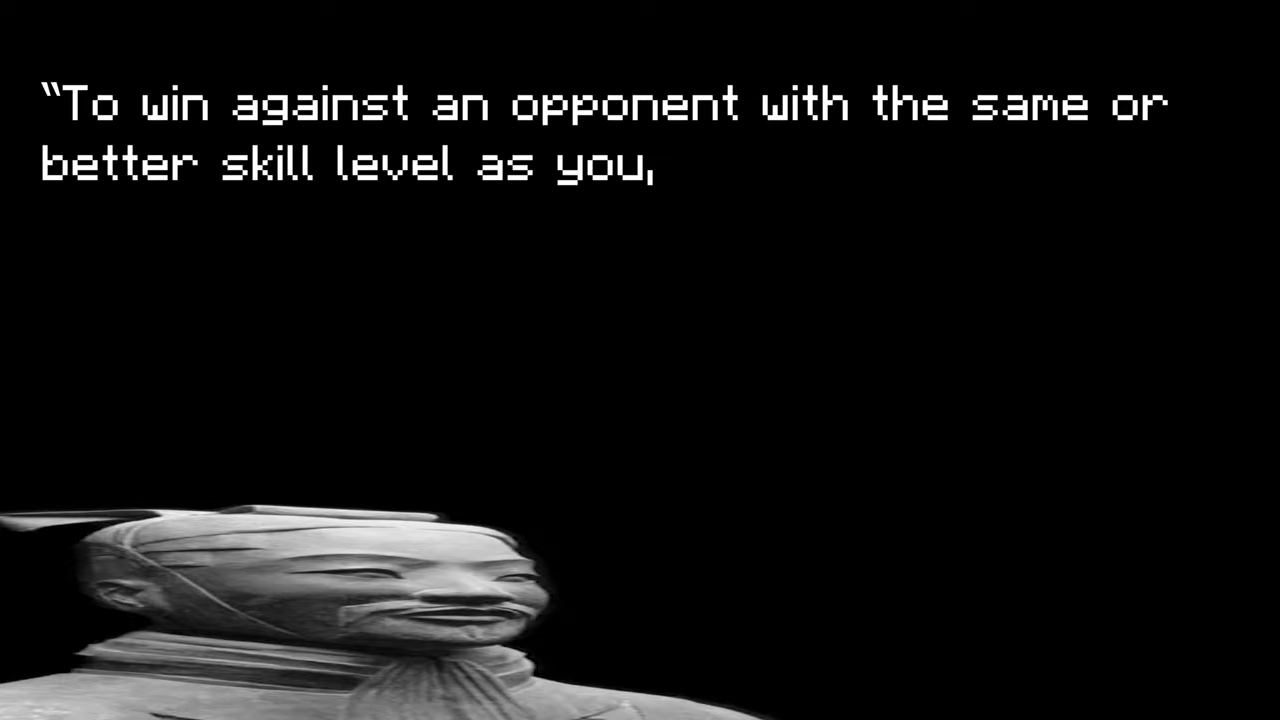 “To win against an opponent with the same or
better skill level as you,